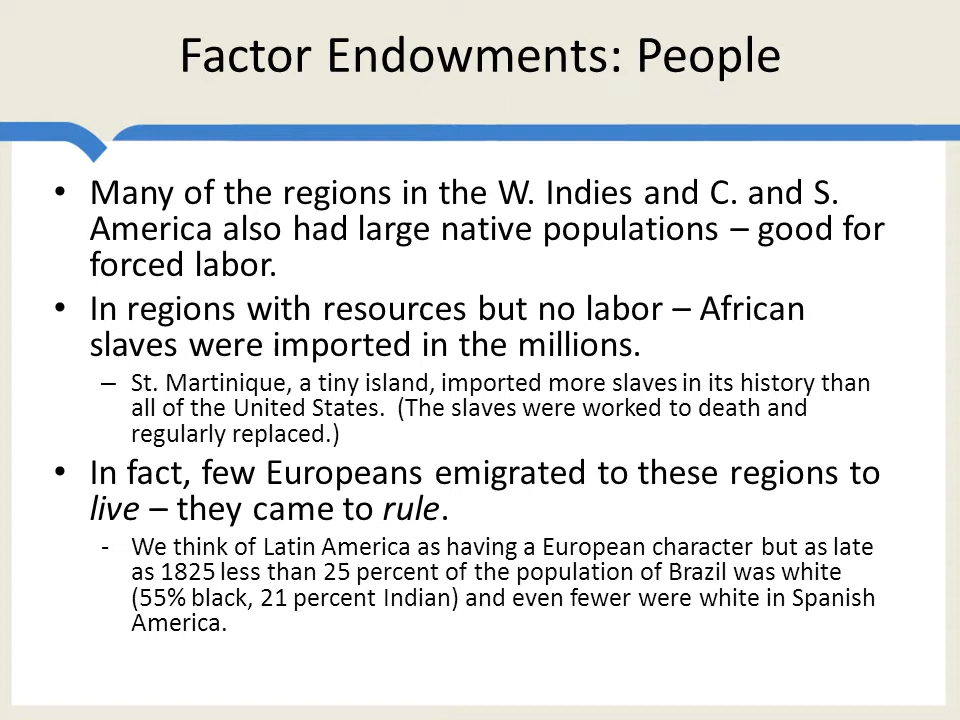 Factor Endowments: People
• Many of the regions in the W. Indies and C. and S.
America also had large native populations – good for
forced labor.
• In regions with resources but no labor – African
slaves were imported in the millions.
– St. Martinique, a tiny island, imported more slaves in its history than
all of the United States.  (The slaves were worked to death and
regularly replaced.)
• In fact, few Europeans emigrated to these regions to
live – they came to rule.
- We think of Latin America as having a European character but as late
as 1825 less than 25 percent of the population of Brazil was white
(55% black, 21 percent Indian) and even fewer were white in Spanish
America.